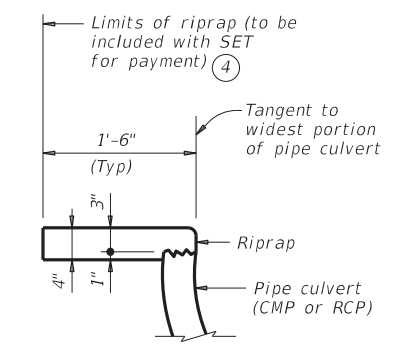 Limits of riprap (to be
included with SET
for payment) 4
Tangent to
widest portion
of pipe culvert
1'-6"
(Typ)
3"
4"
1"
Riprap
Pipe culvert
(CMP or RCP)